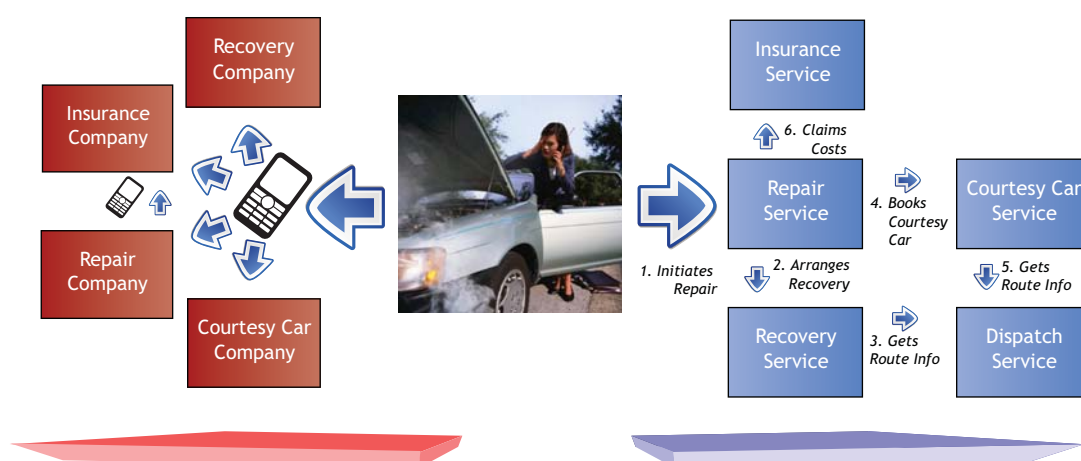 Recovery
Company
Insurance
Company
Repair
Company
Courtesy Car
Company
Insurance
Service
6. Claims
Costs
Repair
Service
4. Books
Courtesy
Car
Courtesy Car
Service
1. Initiates
Repair
2. Arranges
Recovery
5. Gets
Route Info
Recovery
Service
3. Gets
Route Info
Dispatch
Service